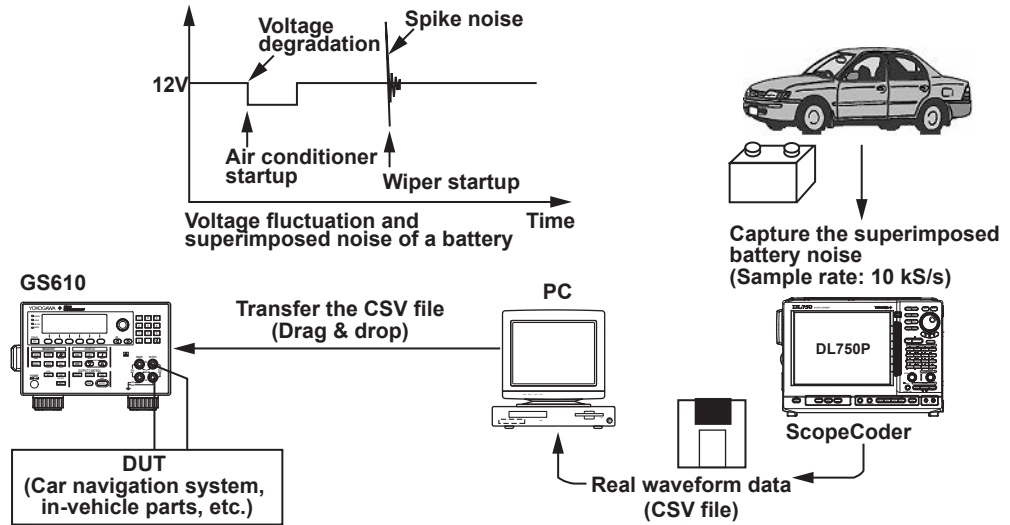 Voltage
degradation
Spike noise
12V
Air conditioner
startup
Wiper startup
Voltage fluctuation and
superimposed noise of a battery
Time
Capture the superimposed
battery noise
(Sample rate: 10 kS/s)
GS610
YOKOGAWA
Transfer the CSV file
(Drag & drop)
PC
DL750
DL750P
ScopeCoder
Real waveform data
(CSV file)
DUT
(Car navigation system,
in-vehicle parts, etc.)